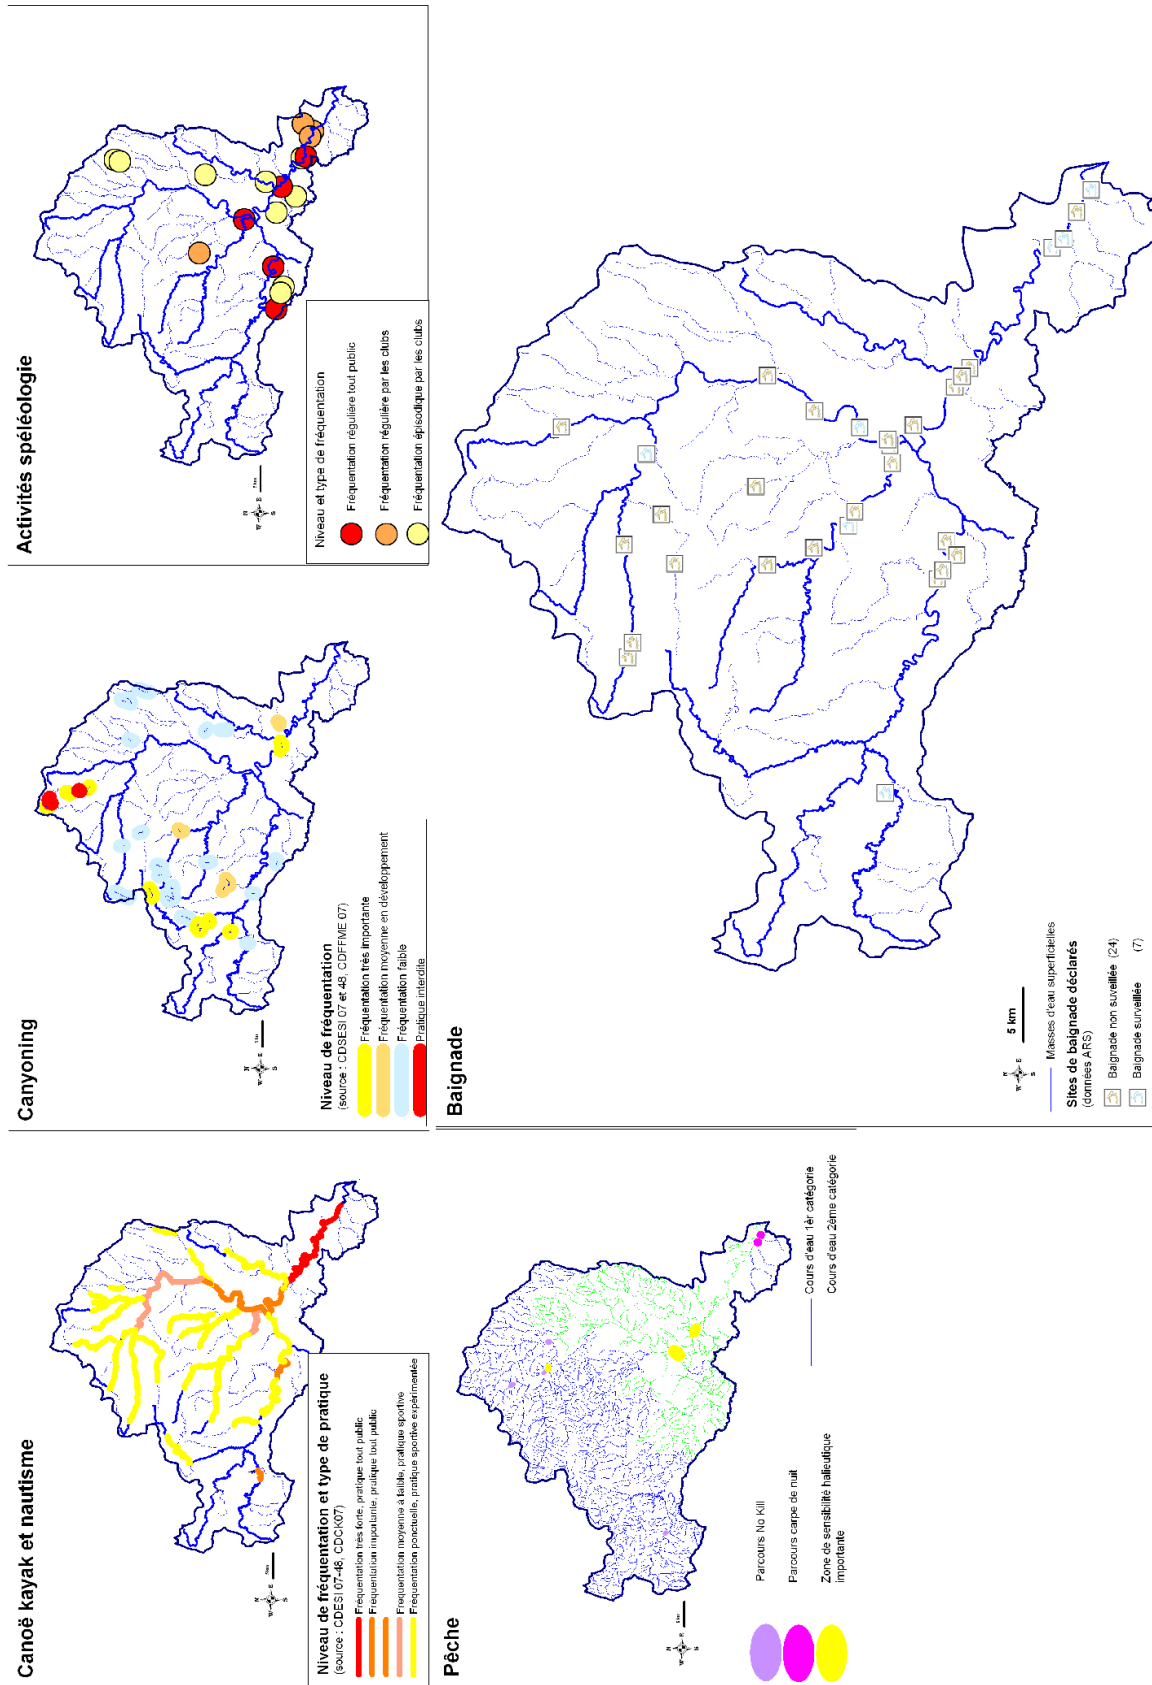 Canoë kayak et nautisme
Niveau de fréquentation et type de pratique
(source : CDESI 07-48, CDCK07)
Fréquentation très forte, pratique tout public
Fréquentation importante, pratique tout public
Fréquentation moyenne à faible, pratique sportive
Fréquentation ponctuelle, pratique sportive expérimentée
Canyoning
Niveau de fréquentation
(source : CDSESI 07 et 48, CDFFME 07)
Fréquentation très importante
Fréquentation moyenne en développement
Fréquentation faible
Pratique interdite
Activités spéléologie
Niveau et type de fréquentation
Fréquentation régulière tout public
Fréquentation régulière par les clubs
Fréquentation épisodique par les clubs
Pêche
Parcours No Kill
Parcours carpe de nuit
Zone de sensibilité halieutique
importante
Cours d'eau 1èr catégorie
Cours d'eau 2ème catégorie
Baignade
5 km
Masses d'eau superficielles
Sites de baignade déclarés
(données ARS)
Baignade non suveillée (24)
Baignade surveillée (7)